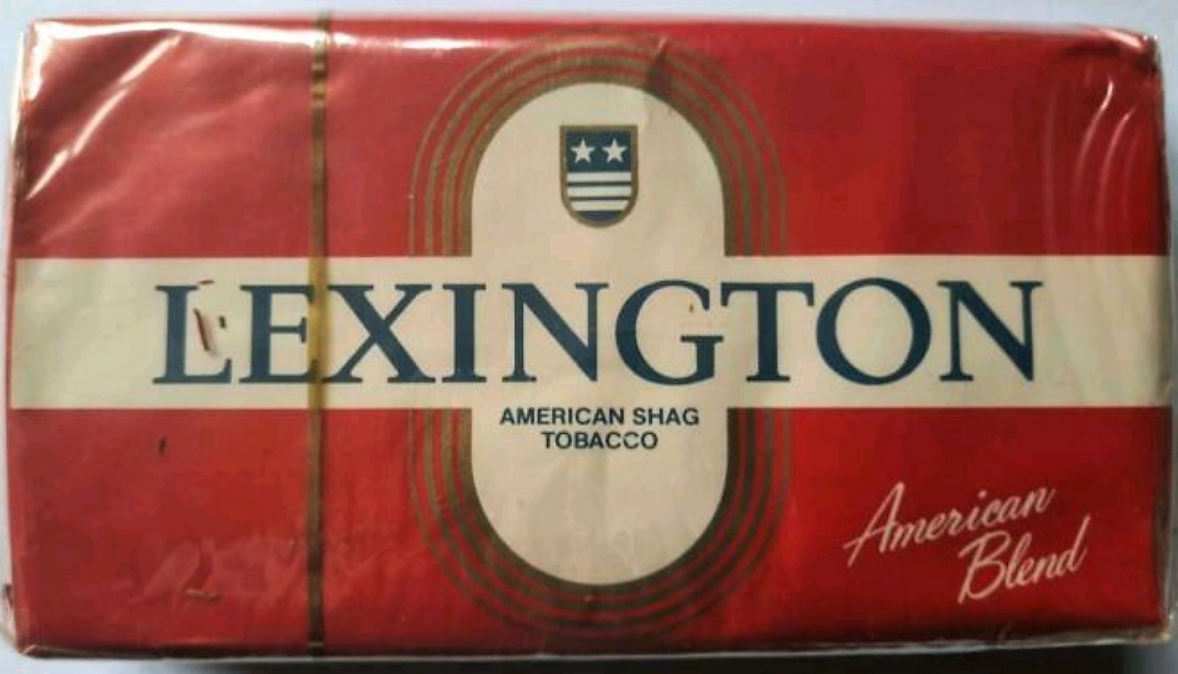 LEXINGTON
AMERICAN SHAG
TOBACCO
American
Blend